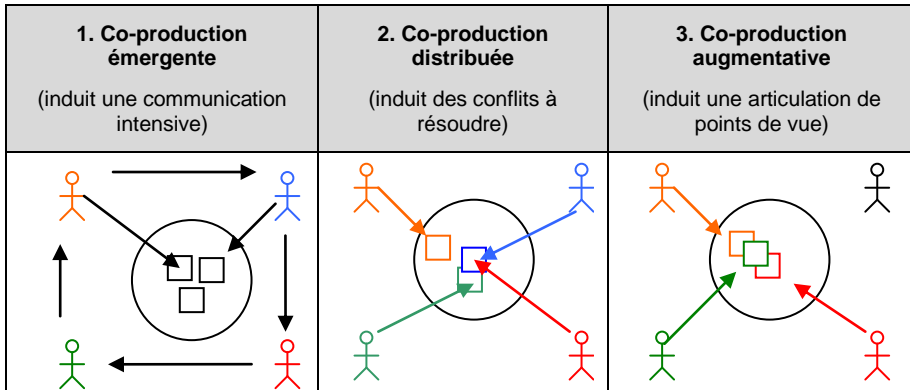 1. Co-production
émergente
(induit une communication
intensive)
2. Co-production
distribuée
(induit des conflits à
résoudre)
3. Co-production
augmentative
(induit une articulation de
points de vue)